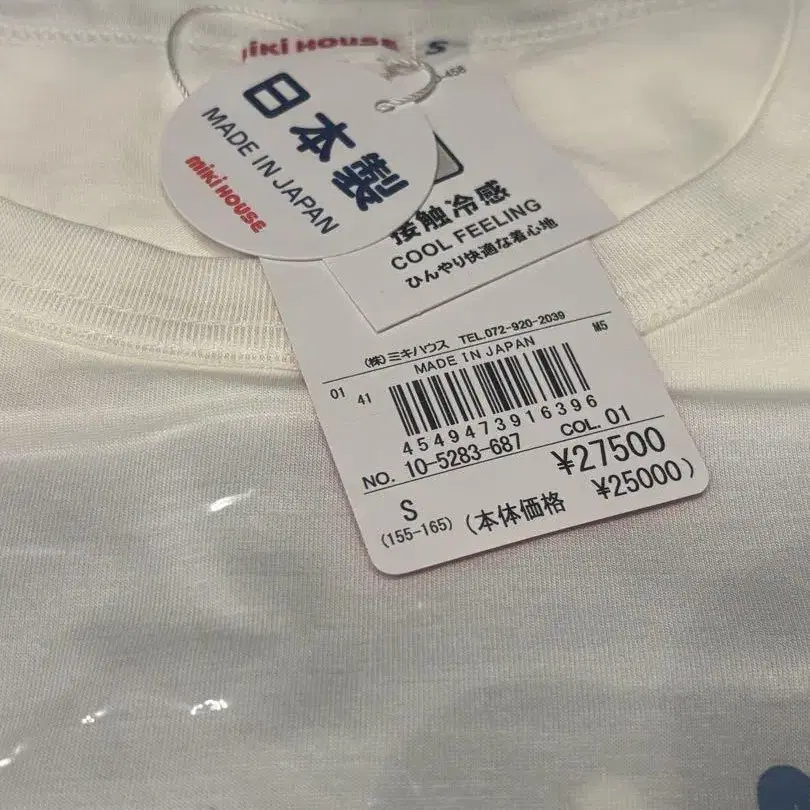 miki HOUSE S
-458
日本製
MADE IN JAPAN
miki HOUSE
接触冷感
COOL FEELING
ひんやり快適な着心地
(株)ミキハウス TEL.072-920-2039
MADE IN JAPAN
M5
01 41
4549473916396
NO. 10-5283-687 COL. 01
¥27500
S (本体価格 ¥25000)
(155-165)